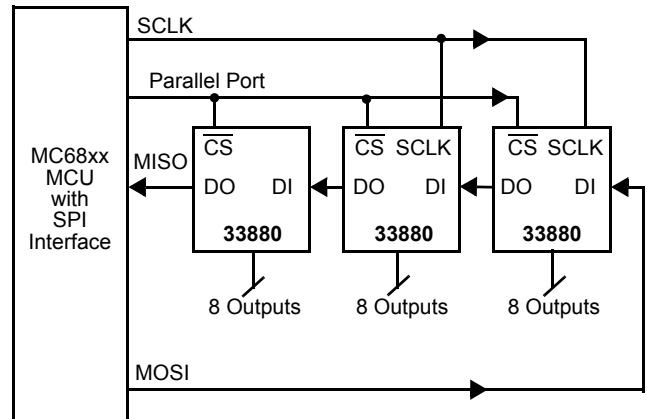 SCLK
Parallel Port
MC68xx
MCU
with
SPI
Interface
MISO
CS
DO DI
33880
8 Outputs
CS SCLK
DO DI
33880
8 Outputs
CS SCLK
DO DI
33880
8 Outputs
MOSI